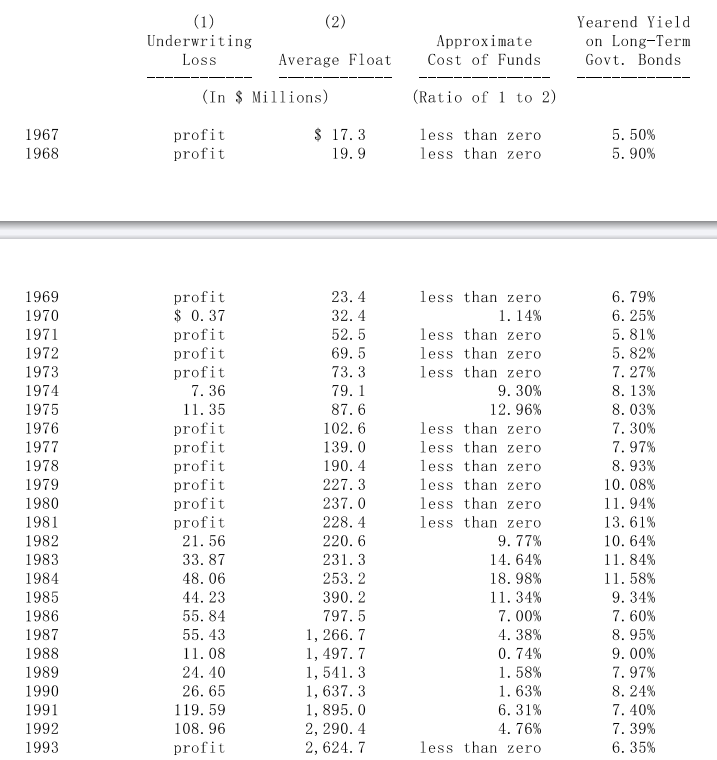 (1) (2) Yearend Yield
Underwriting Approximate on Long-Term
Loss Average Float Cost of Funds Govt. Bonds
(In $ Millions) (Ratio of 1 to 2)
1967 profit $ 17.3 less than zero 5.50%
1968 profit 19.9 less than zero 5.90%
1969 profit 23.4 less than zero 6.79%
1970 $ 0.37 32.4 1.14% 6.25%
1971 profit 52.5 less than zero 5.81%
1972 profit 69.5 less than zero 5.82%
1973 profit 73.3 less than zero 7.27%
1974 7.36 79.1 9.30% 8.13%
1975 11.35 87.6 12.96% 8.03%
1976 profit 102.6 less than zero 7.30%
1977 profit 139.0 less than zero 7.97%
1978 profit 190.4 less than zero 8.93%
1979 profit 227.3 less than zero 10.08%
1980 profit 237.0 less than zero 11.94%
1981 profit 228.4 less than zero 13.61%
1982 21.56 220.6 9.77% 10.64%
1983 33.87 231.3 14.64% 11.84%
1984 48.06 253.2 18.98% 11.58%
1985 44.23 390.2 11.34% 9.34%
1986 55.84 797.5 7.00% 7.60%
1987 55.43 1,266.7 4.38% 8.95%
1988 11.08 1,497.7 0.74% 9.00%
1989 24.40 1,541.3 1.58% 7.97%
1990 26.65 1,637.3 1.63% 8.24%
1991 119.59 1,895.0 6.31% 7.40%
1992 108.96 2,290.4 4.76% 7.39%
1993 profit 2,624.7 less than zero 6.35%